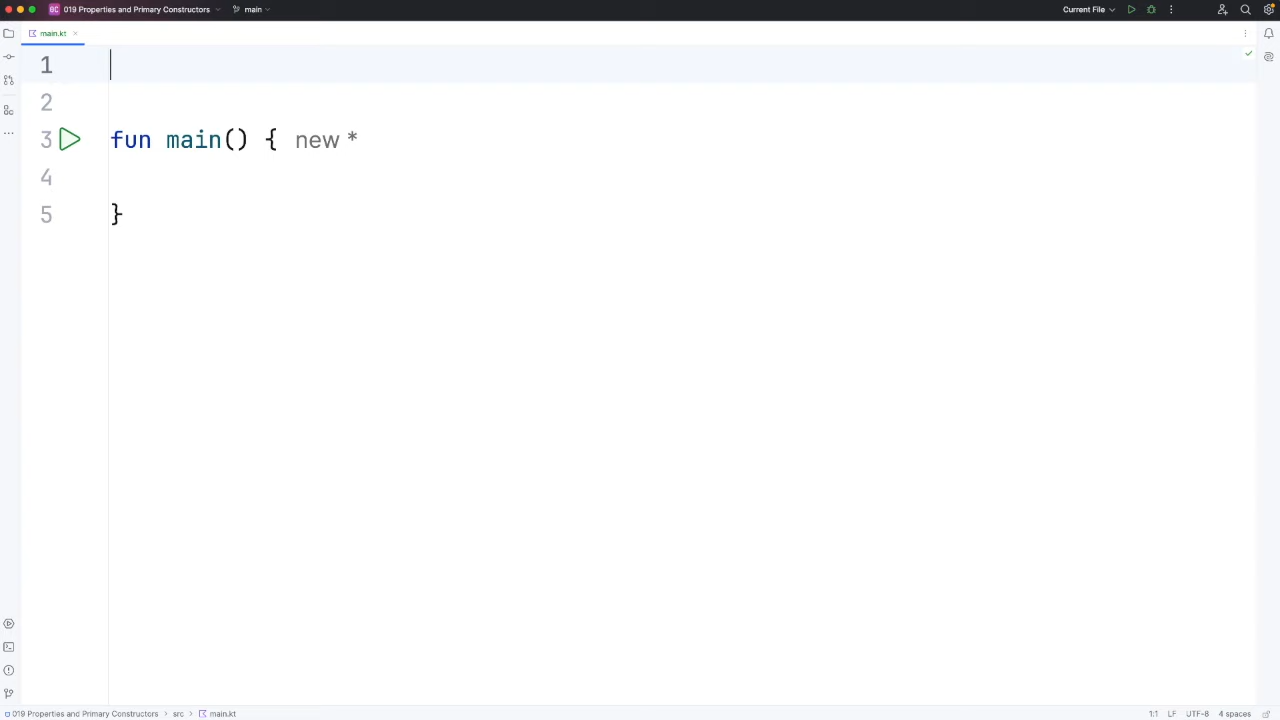 BC 019 Properties and Primary Constructors main Current File
main.kt
1
2
3 fun main() { new *
4
5 }
019 Properties and Primary Constructors > src > main.kt 1:1 LF UTF-8 4 spaces